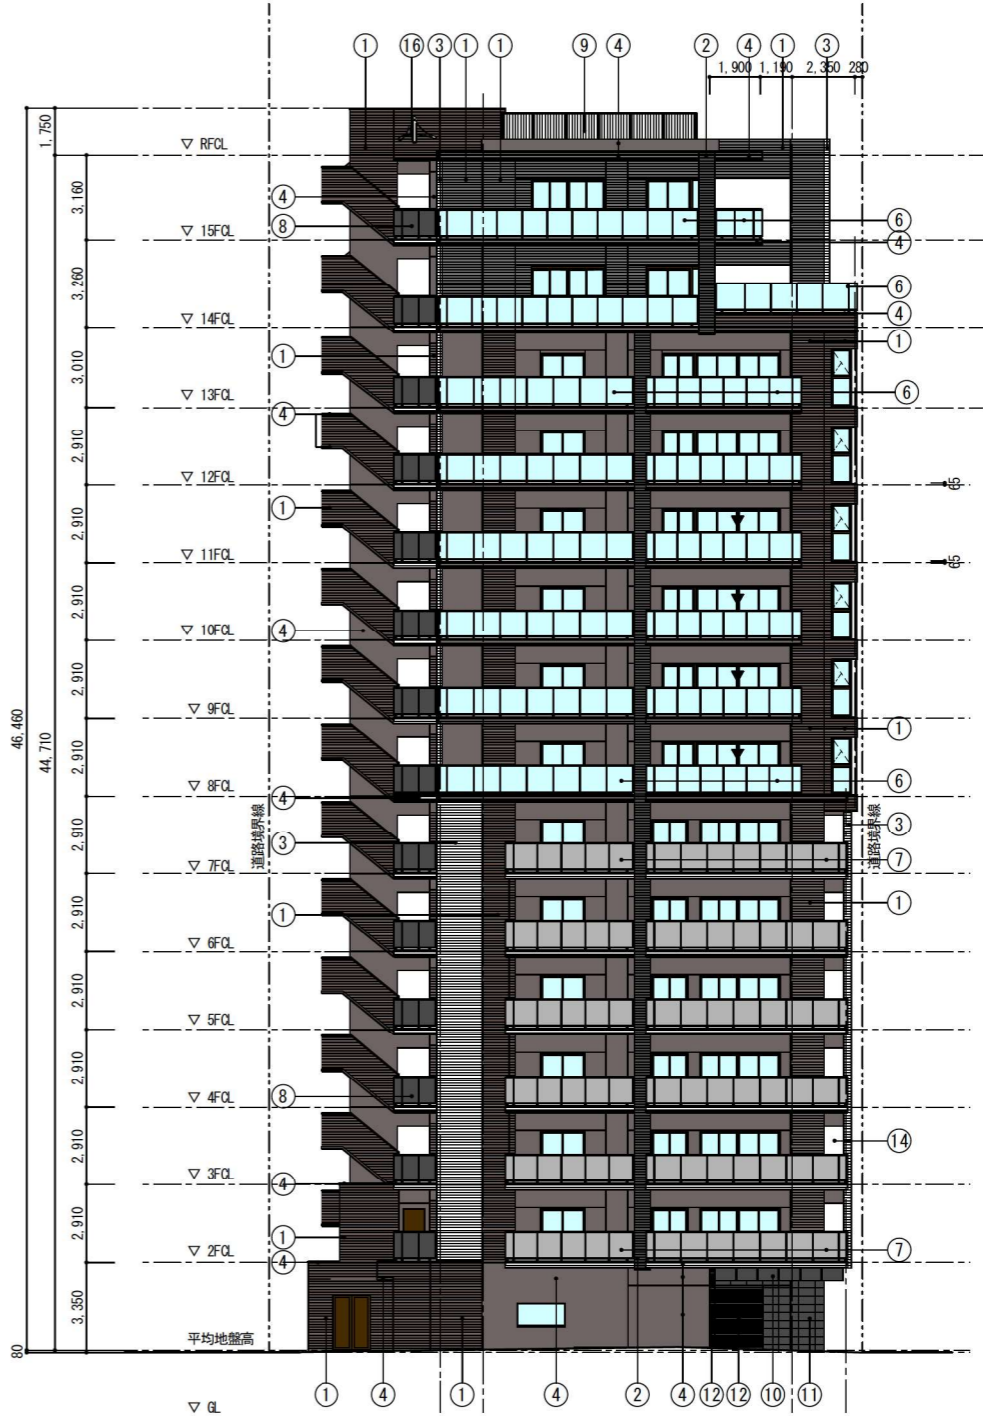 1 16 3 1 1 9 4 2 4 1 3
1,900 1,190 2,350 280
1,750
▽ RFCL
3,160
4
8
6
▽ 15FCL
4
3,260
6
▽ 14FCL
4
1
1
3,010
▽ 13FCL
6
4
2,910
▽ 12FCL
65
1
2,910
▽ 11FCL
65
2,910
▽ 10FCL
4
2,910
▽ 9FCL
46,460
44,710
2,910
1
▽ 8FCL
6
4
道路境界線
道路境界線
2,910
3
3
▽ 7FCL
7
2,910
1
1
▽ 6FCL
2,910
▽ 5FCL
2,910
▽ 4FCL
8
2,910
14
▽ 3FCL
4
2,910
1
▽ 2FCL
7
4
3,350
平均地盤高
80
1 4 1 4 2 4 12 12 10 11
▽ GL